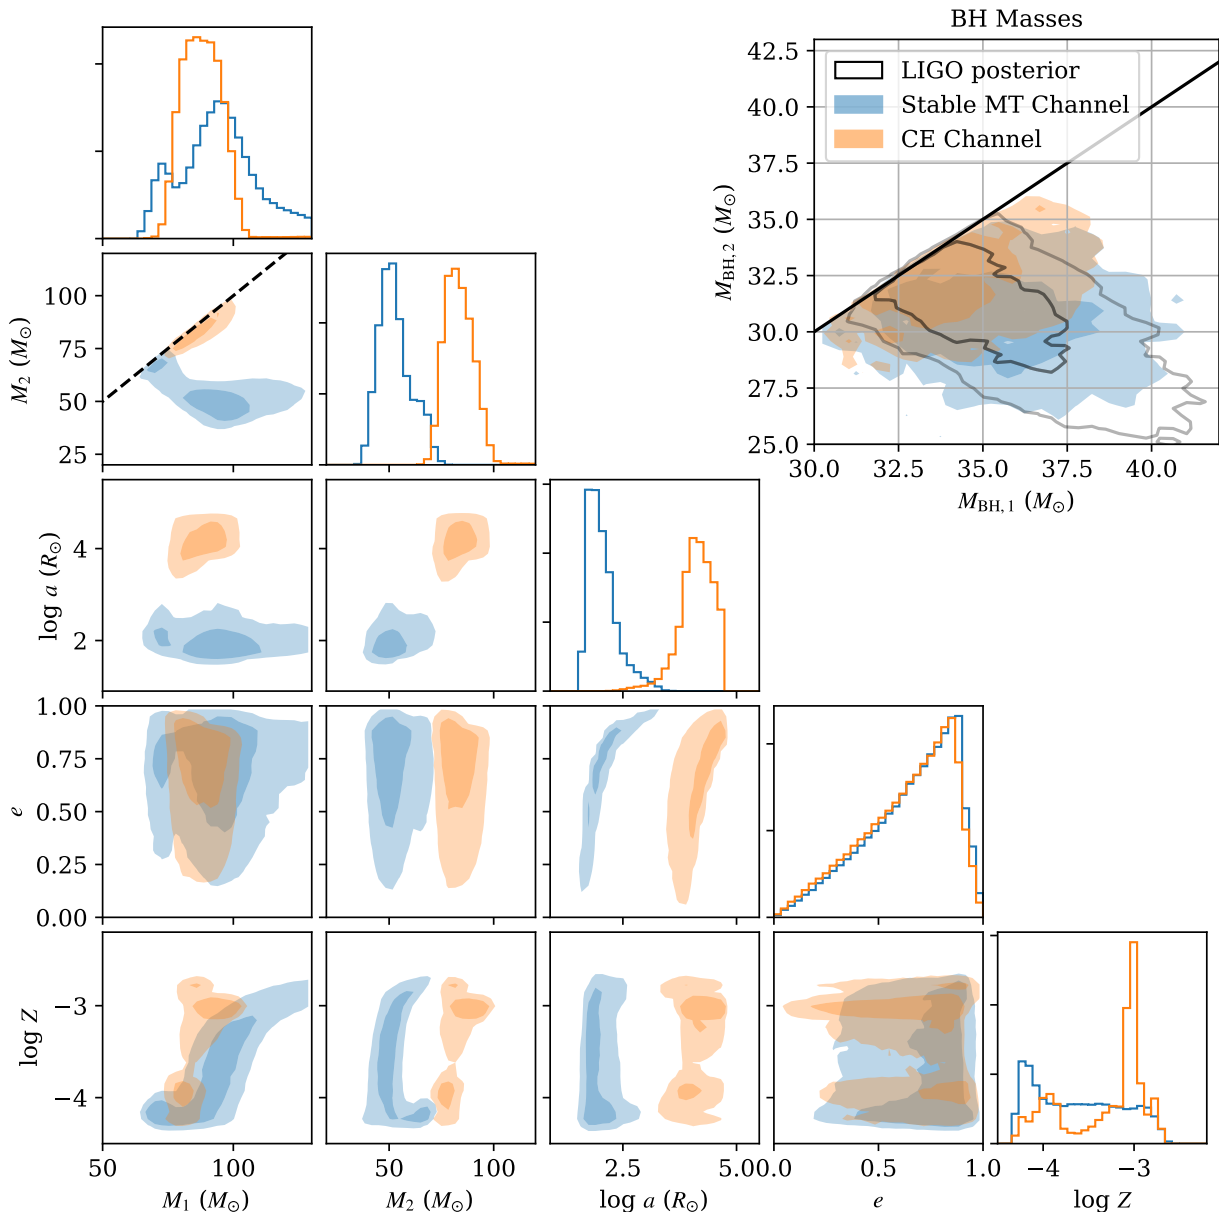 BH Masses
LIGO posterior
Stable MT Channel
CE Channel
42.5
40.0
37.5
35.0
32.5
30.0
27.5
25.0
M_BH, 2 (M⊙)
30.0 32.5 35.0 37.5 40.0
M_BH, 1 (M⊙)
100
75
50
25
M₂ (M⊙)
4
2
log a (R⊙)
1.00
0.75
0.50
0.25
0.00
e
−3
−4
log Z
50 100
M₁ (M⊙)
50 100
M₂ (M⊙)
2.5 5.0
log a (R⊙)
0.0 0.5 1.0
e
−4 −3
log Z